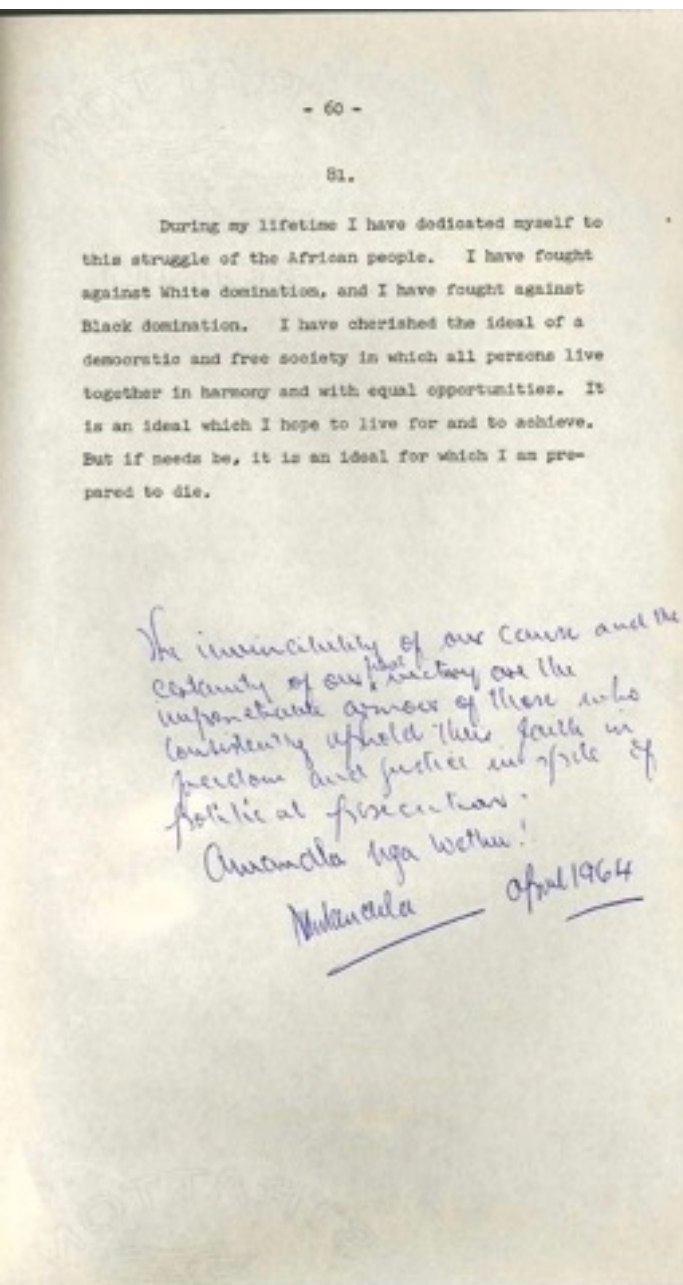 - 60 -
81.
During my lifetime I have dedicated myself to
this struggle of the African people. I have fought
against White domination, and I have fought against
Black domination. I have cherished the ideal of a
democratic and free society in which all persons live
together in harmony and with equal opportunities. It
is an ideal which I hope to live for and to achieve.
But if needs be, it is an ideal for which I am pre-
pared to die.
The invincibility of our cause and the
certainty of our final victory are the
impenetrable armour of those who
consistently uphold their faith in
freedom and justice in spite of
political persecution.
Amandla Nga Wethu!
NMandela April 1964